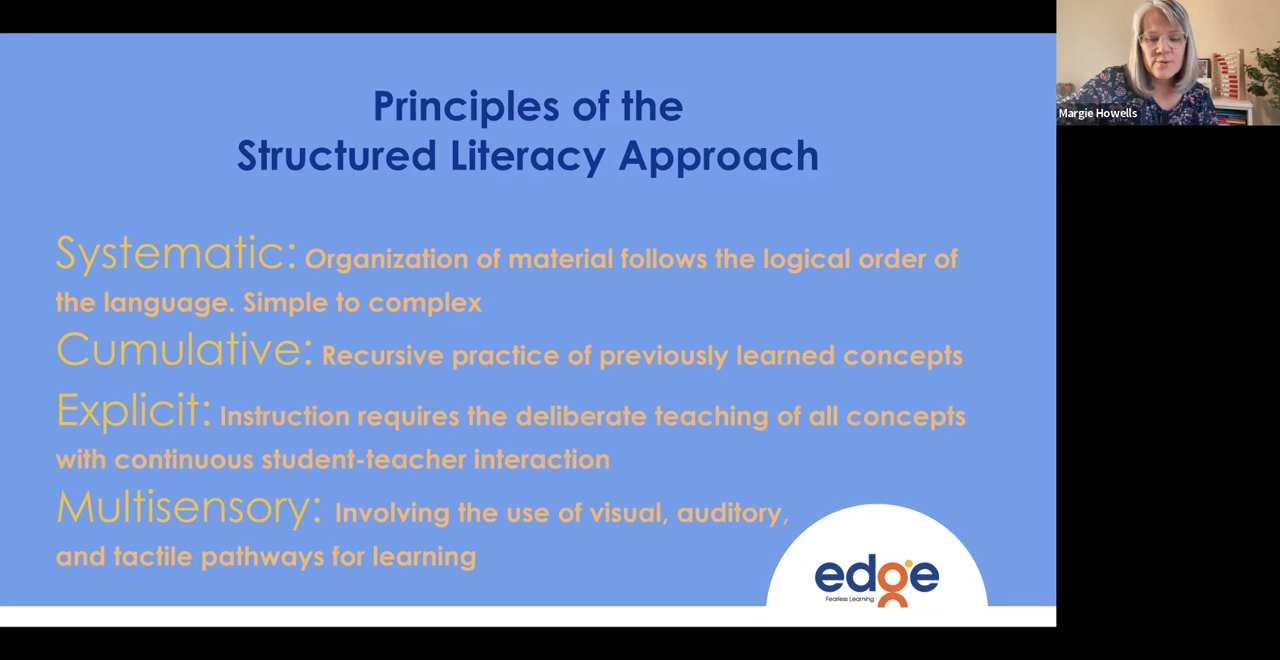 Principles of the
Structured Literacy Approach
Systematic: Organization of material follows the logical order of
the language. Simple to complex
Cumulative: Recursive practice of previously learned concepts
Explicit: Instruction requires the deliberate teaching of all concepts
with continuous student-teacher interaction
Multisensory: Involving the use of visual, auditory,
and tactile pathways for learning
edge
Fearless Learning
Margie Howells